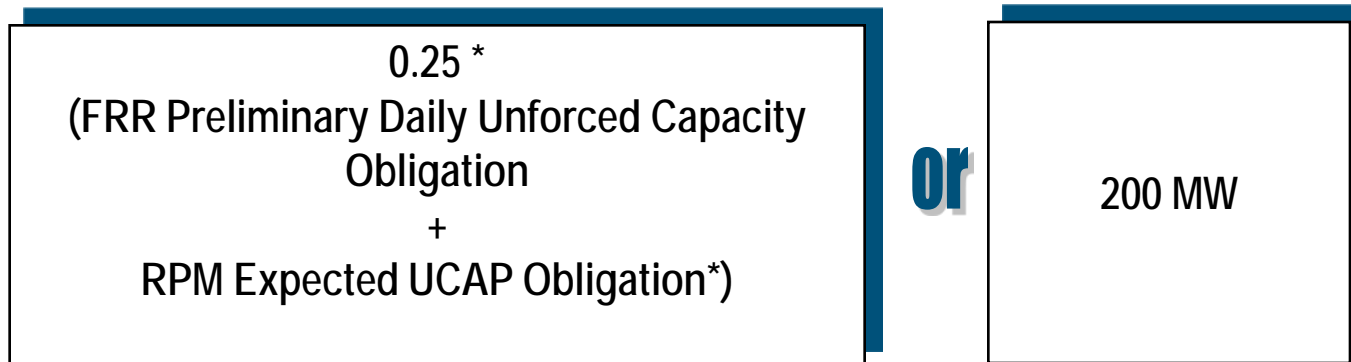 0.25 *
(FRR Preliminary Daily Unforced Capacity
Obligation
+
RPM Expected UCAP Obligation*)
or
200 MW